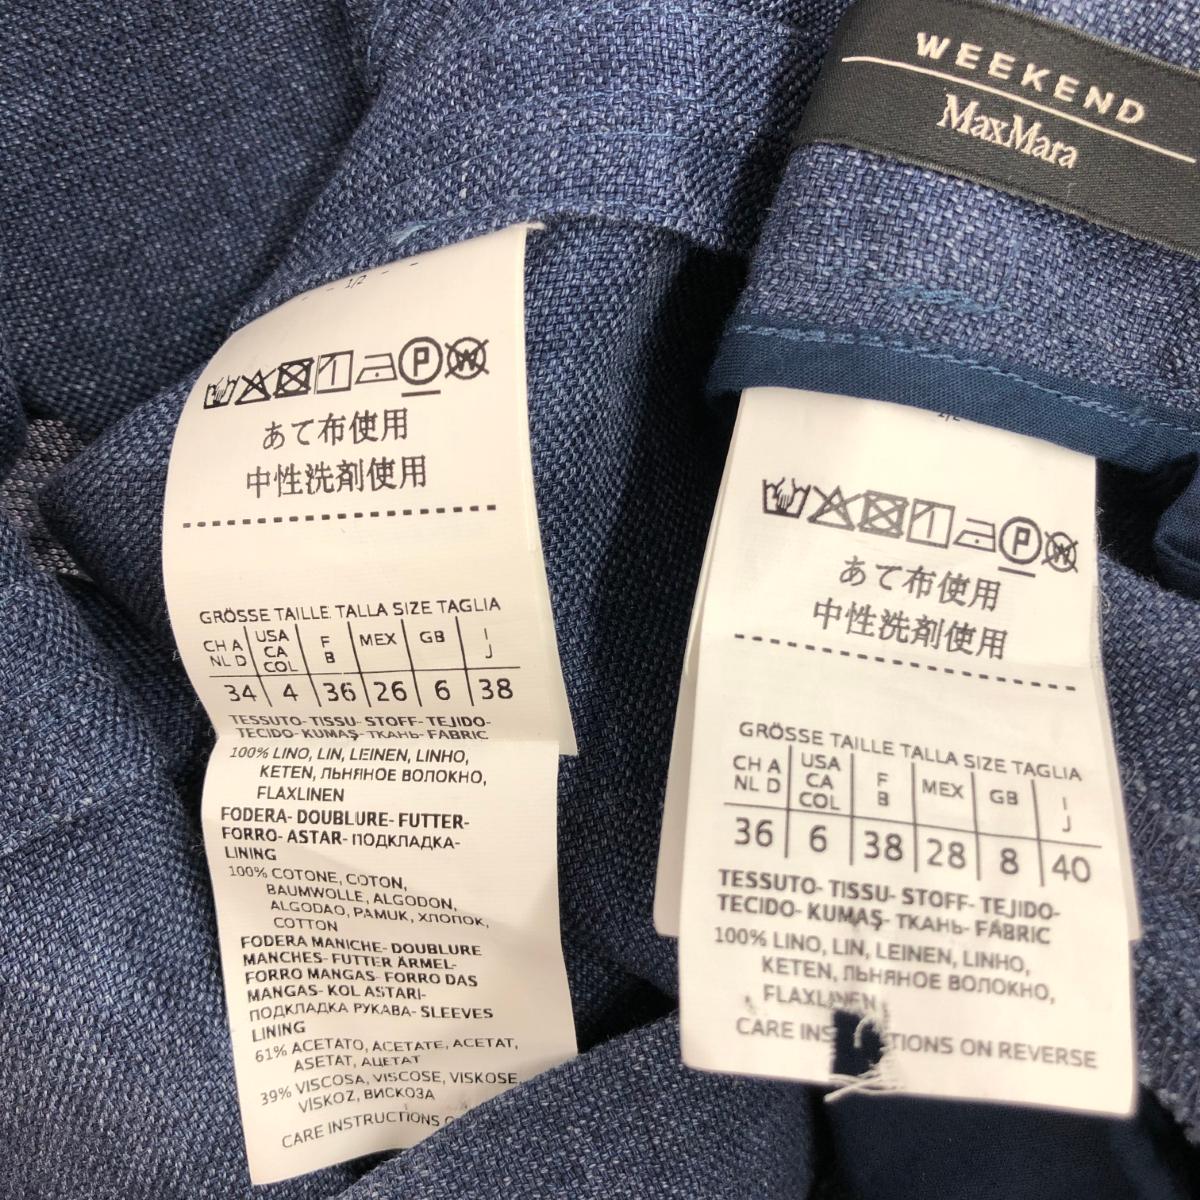 WEEKEND
MaxMara
1/2
あて布使用
中性洗剤使用
GRÖSSE TAILLE TALLA SIZE TAGLIA
CH A USA F MEX GB I
NL D CA B J
COL
34 4 36 26 6 38
TESSUTO- TISSU- STOFF- TEJIDO-
TECIDO- KUMAŞ- ТКАНЬ- FABRIC
100% LINO, LIN, LEINEN, LINHO,
KETEN, ЛЬНЯНОЕ ВОЛОКНО,
FLAXLINEN
FODERA- DOUBLURE- FUTTER-
FORRO- ASTAR- ПОДКЛАДКА-
LINING
100% COTONE, COTON,
BAUMWOLLE, ALGODON,
ALGODAO, PAMUK, ХЛОПОК,
COTTON
FODERA MANICHE- DOUBLURE
MANCHES- FUTTER ÄRMEL-
FORRO MANGAS- FORRO DAS
MANGAS- KOL ASTARI-
ПОДКЛАДКА РУКАВА- SLEEVES
LINING
61% ACETATO, ACETATE, ACETAT,
ASETAT, АЦЕТАТ
39% VISCOSA, VISCOSE, VISKOSE,
VISKOZ, ВИСКОЗА
CARE INSTRUCTIONS
あて布使用
中性洗剤使用
GRÖSSE TAILLE TALLA SIZE TAGLIA
CH A USA F MEX GB I
NL D CA B J
COL
36 6 38 28 8 40
TESSUTO- TISSU- STOFF- TEJIDO-
TECIDO- KUMAŞ- ТКАНЬ- FABRIC
100% LINO, LIN, LEINEN, LINHO,
KETEN, ЛЬНЯНОЕ ВОЛОКНО,
FLAXLINEN
CARE INS TIONS ON REVERSE